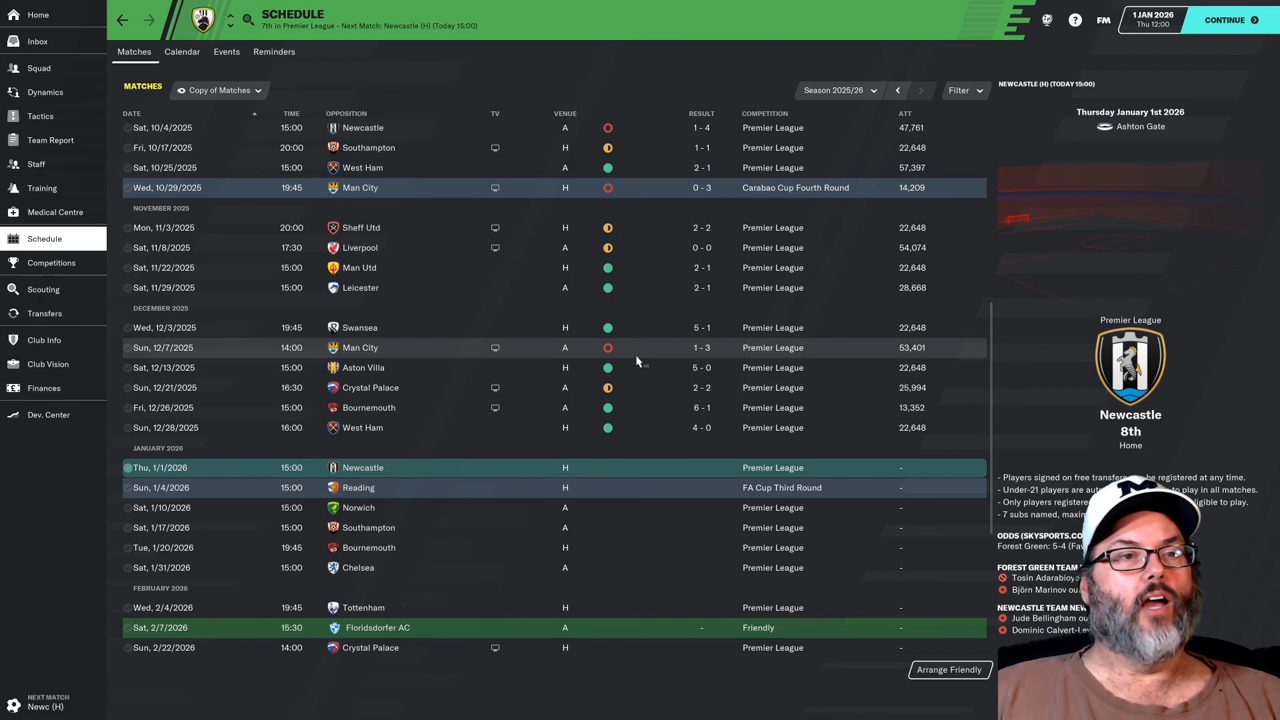 Home
Inbox
Squad
Dynamics
Tactics
Team Report
Staff
Training
Medical Centre
Schedule
Competitions
Scouting
Transfers
Club Info
Club Vision
Finances
Dev. Center
NEXT MATCH
Newc (H)
SCHEDULE
7th in Premier League - Next Match: Newcastle (H) (Today 15:00)
FM
1 JAN 2026
Thu 12:00
CONTINUE
Matches Calendar Events Reminders
MATCHES Copy of Matches Season 2025/26 Filter
DATE TIME OPPOSITION TV VENUE RESULT COMPETITION ATT
Sat, 10/4/2025 15:00 Newcastle A 1 - 4 Premier League 47,761
Fri, 10/17/2025 20:00 Southampton H 1 - 1 Premier League 22,648
Sat, 10/25/2025 15:00 West Ham A 2 - 1 Premier League 57,397
Wed, 10/29/2025 19:45 Man City H 0 - 3 Carabao Cup Fourth Round 14,209
NOVEMBER 2025
Mon, 11/3/2025 20:00 Sheff Utd H 2 - 2 Premier League 22,648
Sat, 11/8/2025 17:30 Liverpool A 0 - 0 Premier League 54,074
Sat, 11/22/2025 15:00 Man Utd H 2 - 1 Premier League 22,648
Sat, 11/29/2025 15:00 Leicester A 2 - 1 Premier League 28,668
DECEMBER 2025
Wed, 12/3/2025 19:45 Swansea H 5 - 1 Premier League 22,648
Sun, 12/7/2025 14:00 Man City A 1 - 3 Premier League 53,401
Sat, 12/13/2025 15:00 Aston Villa H 5 - 0 Premier League 22,648
Sun, 12/21/2025 16:30 Crystal Palace A 2 - 2 Premier League 25,994
Fri, 12/26/2025 15:00 Bournemouth A 6 - 1 Premier League 13,352
Sun, 12/28/2025 16:00 West Ham H 4 - 0 Premier League 22,648
JANUARY 2026
Thu, 1/1/2026 15:00 Newcastle H Premier League -
Sun, 1/4/2026 15:00 Reading H FA Cup Third Round -
Sat, 1/10/2026 15:00 Norwich A Premier League -
Sat, 1/17/2026 15:00 Southampton A Premier League -
Tue, 1/20/2026 19:45 Bournemouth H Premier League -
Sat, 1/31/2026 15:00 Chelsea A Premier League -
FEBRUARY 2026
Wed, 2/4/2026 19:45 Tottenham H Premier League -
Sat, 2/7/2026 15:30 Floridsdorfer AC A - Friendly -
Sun, 2/22/2026 14:00 Crystal Palace H Premier League -
Arrange Friendly
NEWCASTLE (H) (TODAY 15:00)
Thursday January 1st 2026
Ashton Gate
Premier League
Newcastle
8th
Home
- Players signed on free transfers be registered at any time.
- Under-21 players are to play in all matches.
- Only players eligible to play.
- 7 subs named,
ODDS (SKYSPORTS.CO
Forest Green: 5-4
FOREST GREEN TEAM
Tosin
Björn Marinov
NEWCASTLE TEAM NEW
Jude Bellingham
Dominic